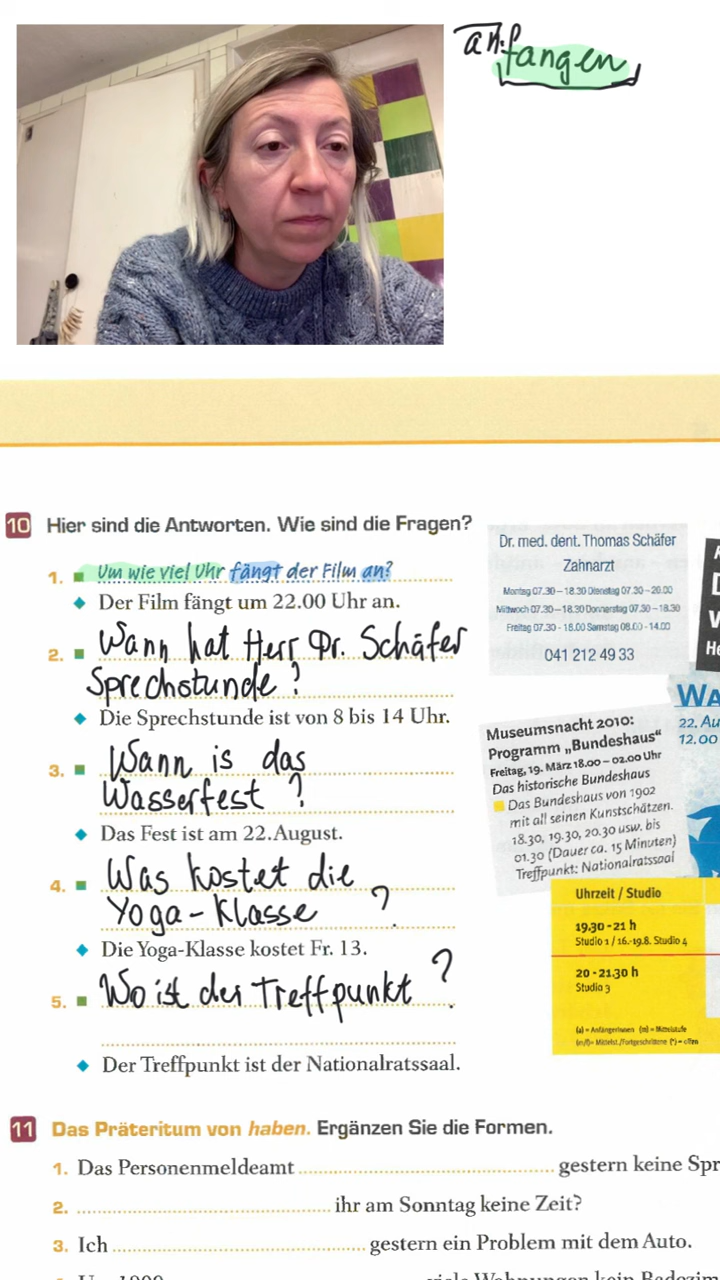 an.fangen
10 Hier sind die Antworten. Wie sind die Fragen?
1. Um wie viel Uhr fängt der Film an?
Der Film fängt um 22.00 Uhr an.
2. Wann hat Herr Dr. Schäfer
Sprechstunde?
Die Sprechstunde ist von 8 bis 14 Uhr.
3. Wann is das
Wasserfest ?
Das Fest ist am 22.August.
4. Was kostet die
Yoga-Klasse ?
Die Yoga-Klasse kostet Fr. 13.
5. Wo ist der Treffpunkt ?
Der Treffpunkt ist der Nationalratssaal.
Dr. med. dent. Thomas Schäfer
Zahnarzt
Montag 07.30 – 18.30 Dienstag 07.30 – 20.00
Mittwoch 07.30 – 18.30 Donnerstag 07.30 – 18.30
Freitag 07.30 - 18.00 Samstag 08.00 - 14.00
041 212 49 33
WA
22. Au
12.00
Museumsnacht 2010:
Programm „Bundeshaus“
Freitag, 19. März 18.00 – 02.00 Uhr
Das historische Bundeshaus
Das Bundeshaus von 1902
mit all seinen Kunstschätzen.
18.30, 19.30, 20.30 usw. bis
01.30 (Dauer ca. 15 Minuten)
Treffpunkt: Nationalratssaal
Uhrzeit / Studio
19.30 - 21 h
Studio 1 / 16.-19.8. Studio 4
20 - 21.30 h
Studio 3
(a) = AnfängerInnen (m) = Mittelstufe
(m/f)= Mittelst./Fortgeschrittene (*) = offen
11 Das Präteritum von haben. Ergänzen Sie die Formen.
1. Das Personenmeldeamt gestern keine Spr
2. ihr am Sonntag keine Zeit?
3. Ich gestern ein Problem mit dem Auto.